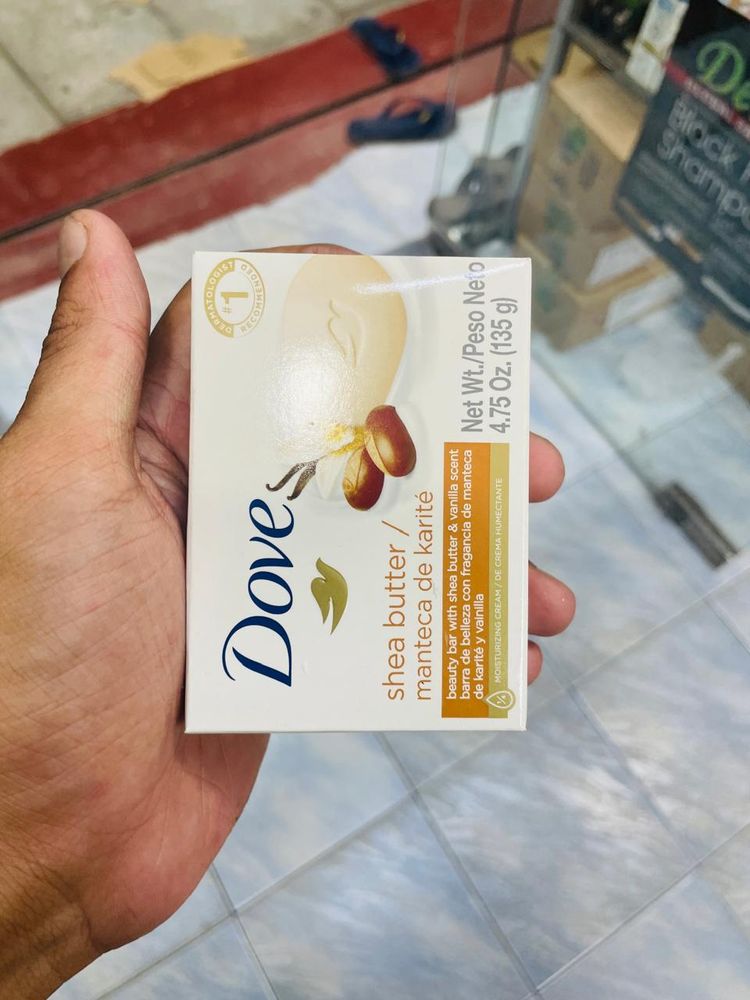 DERMATOLOGIST
#1
RECOMMENDED
Dove
shea butter /
manteca de karité
Net Wt./Peso Neto
4.75 Oz. (135 g)
beauty bar with shea butter & vanilla scent
barra de belleza con fragancia de manteca
de karité y vainilla
¼ MOISTURIZING CREAM / DE CREMA HUMECTANTE
Black